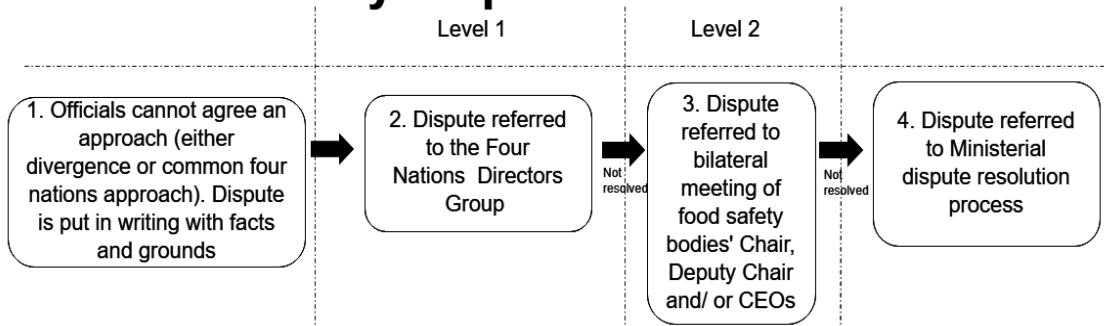 Level 1
Level 2
1. Officials cannot agree an
approach (either
divergence or common four
nations approach). Dispute
is put in writing with facts
and grounds
2. Dispute referred
to the Four
Nations Directors
Group
Not
resolved
3. Dispute
referred to
bilateral
meeting of
food safety
bodies' Chair,
Deputy Chair
and/ or CEOs
Not
resolved
4. Dispute referred
to Ministerial
dispute resolution
process